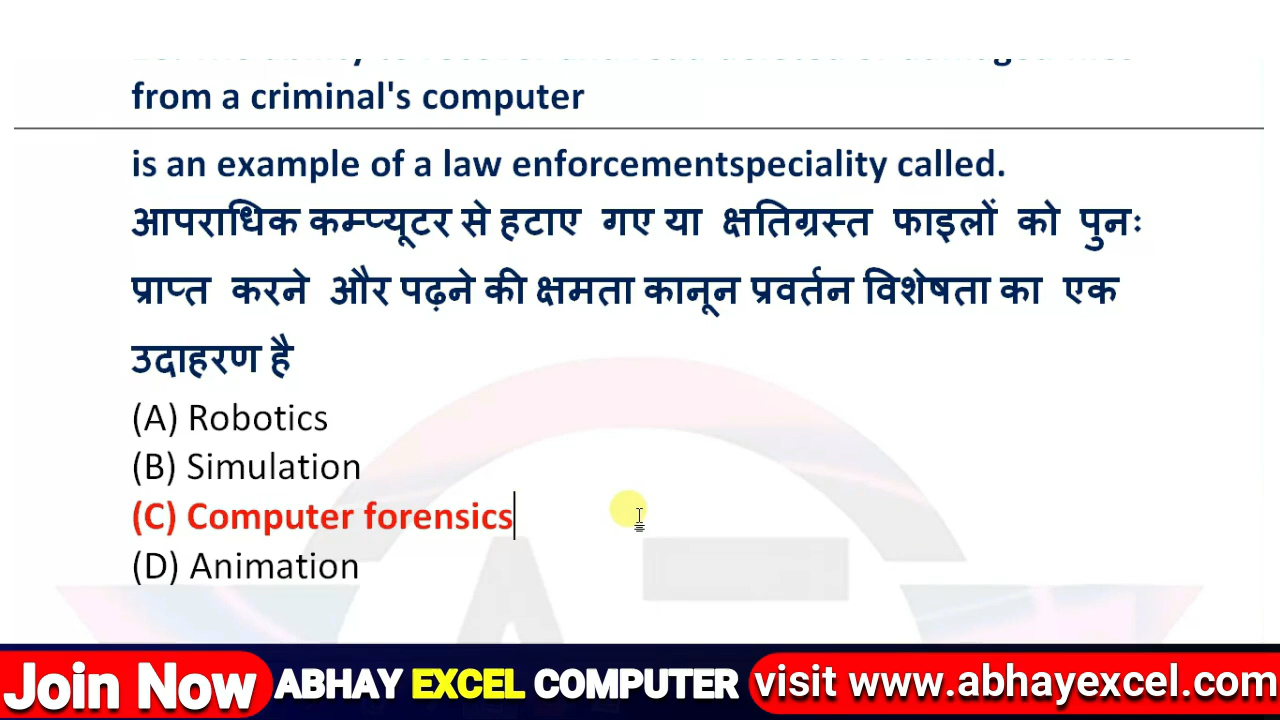 from a criminal's computer
is an example of a law enforcementspeciality called.
आपराधिक कम्प्यूटर से हटाए गए या क्षतिग्रस्त फाइलों को पुनः
प्राप्त करने और पढ़ने की क्षमता कानून प्रवर्तन विशेषता का एक
उदाहरण है
(A) Robotics
(B) Simulation
(C) Computer forensics
(D) Animation
Join Now ABHAY EXCEL COMPUTER visit www.abhayexcel.com